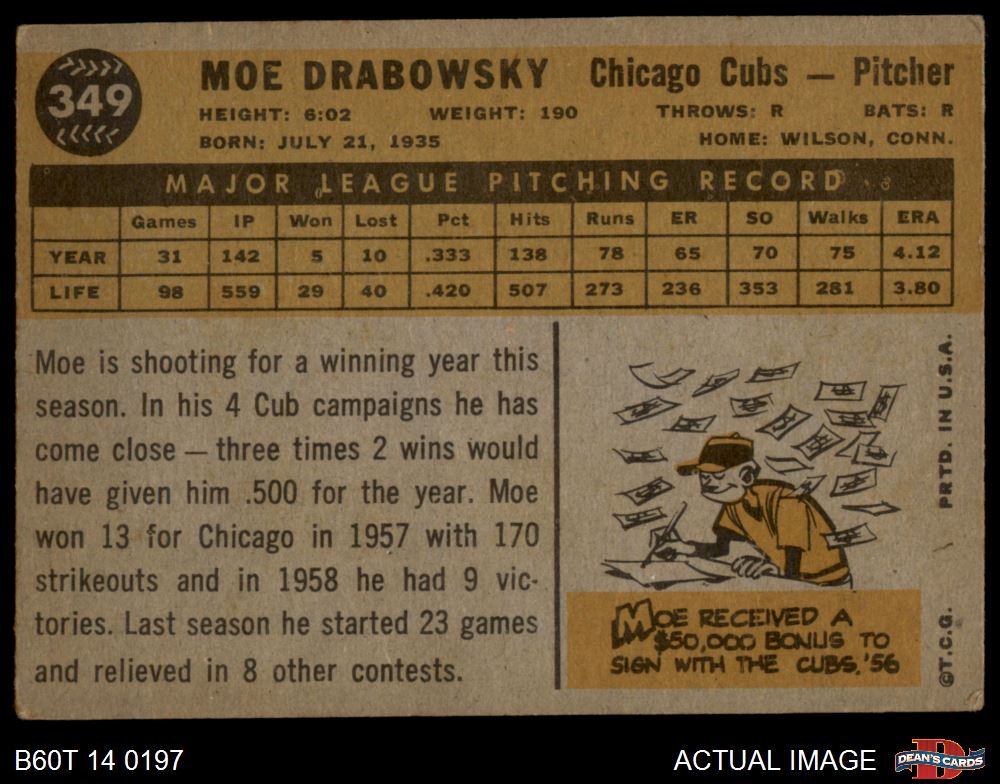 349
MOE DRABOWSKY Chicago Cubs — Pitcher
HEIGHT: 6:02 WEIGHT: 190 THROWS: R BATS: R
BORN: JULY 21, 1935 HOME: WILSON, CONN.
MAJOR LEAGUE PITCHING RECORD
Games IP Won Lost Pct Hits Runs ER SO Walks ERA
YEAR 31 142 5 10 .333 138 78 65 70 75 4.12
LIFE 98 559 29 40 .420 507 273 236 353 281 3.80
Moe is shooting for a winning year this
season. In his 4 Cub campaigns he has
come close — three times 2 wins would
have given him .500 for the year. Moe
won 13 for Chicago in 1957 with 170
strikeouts and in 1958 he had 9 vic-
tories. Last season he started 23 games
and relieved in 8 other contests.
MOE RECEIVED A
$50,000 BONUS TO
SIGN WITH THE CUBS, '56
©T.C.G. PRTD. IN U.S.A.
B60T 14 0197 ACTUAL IMAGE
D
DEAN'S CARDS